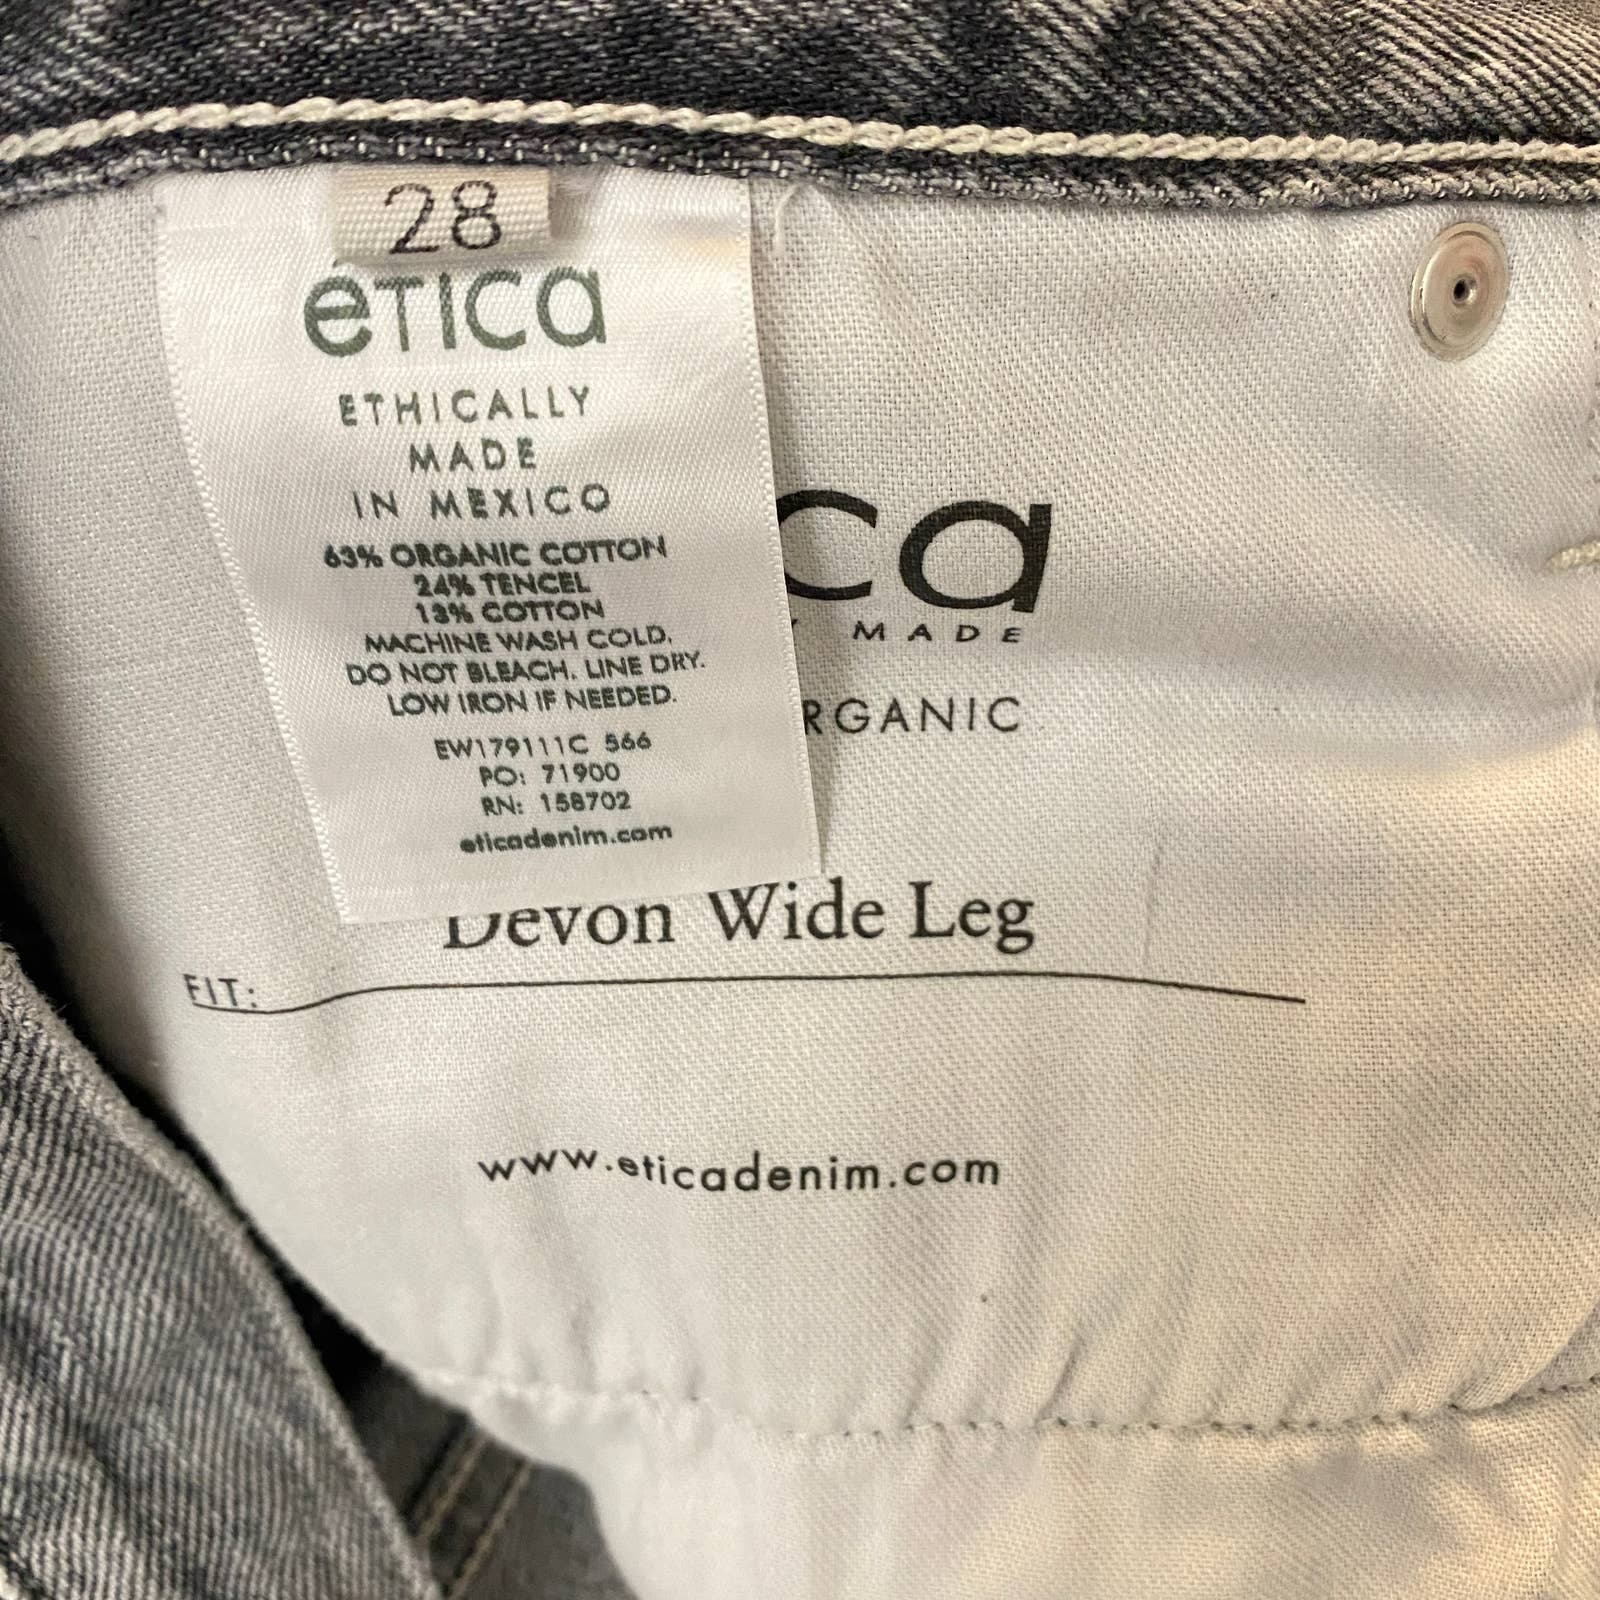 28
ética
ETHICALLY
MADE
IN MEXICO
63% ORGANIC COTTON
24% TENCEL
13% COTTON
MACHINE WASH COLD.
DO NOT BLEACH. LINE DRY.
LOW IRON IF NEEDED.
EW179111C 566
PO: 71900
RN: 158702
eticadenim.com
ca
Y MADE
RGANIC
Devon Wide Leg
FIT:
www.eticadenim.com